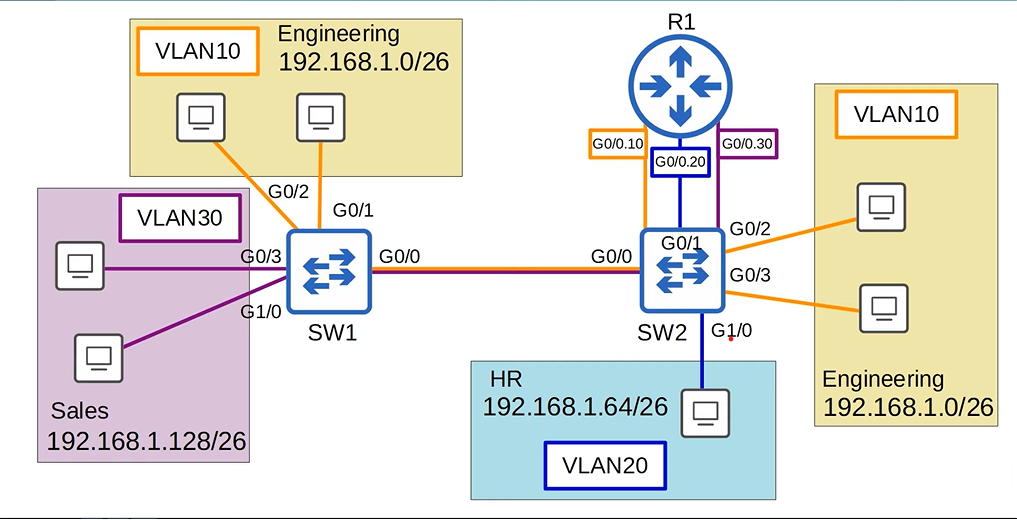 R1
VLAN10
Engineering
192.168.1.0/26
G0/0.10
G0/0.20
G0/0.30
VLAN10
G0/2
G0/1
VLAN30
G0/3
G0/0
G1/0
SW1
G0/0
G0/1
G0/2
G0/3
SW2
G1/0
Sales
192.168.1.128/26
HR
192.168.1.64/26
VLAN20
Engineering
192.168.1.0/26